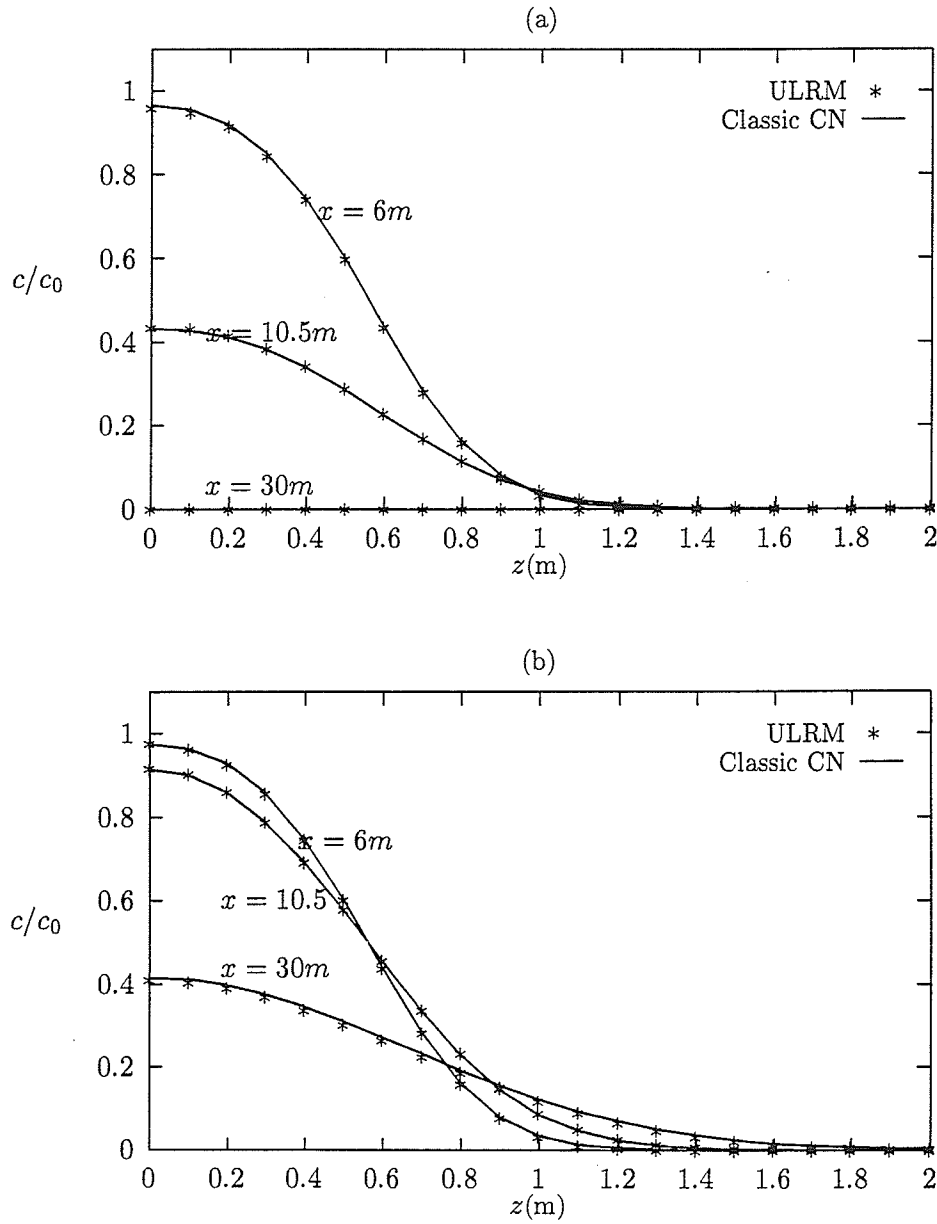 (a)
1
ULRM
Classic CN
0.8
x = 6m
0.6
c/c₀
x = 10.5m
0.4
0.2
x = 30m
0
0 0.2 0.4 0.6 0.8 1 1.2 1.4 1.6 1.8 2
z(m)
(b)
1
ULRM
Classic CN
0.8
x = 6m
0.6
x = 10.5
c/c₀
0.4
x = 30m
0.2
0
0 0.2 0.4 0.6 0.8 1 1.2 1.4 1.6 1.8 2
z(m)